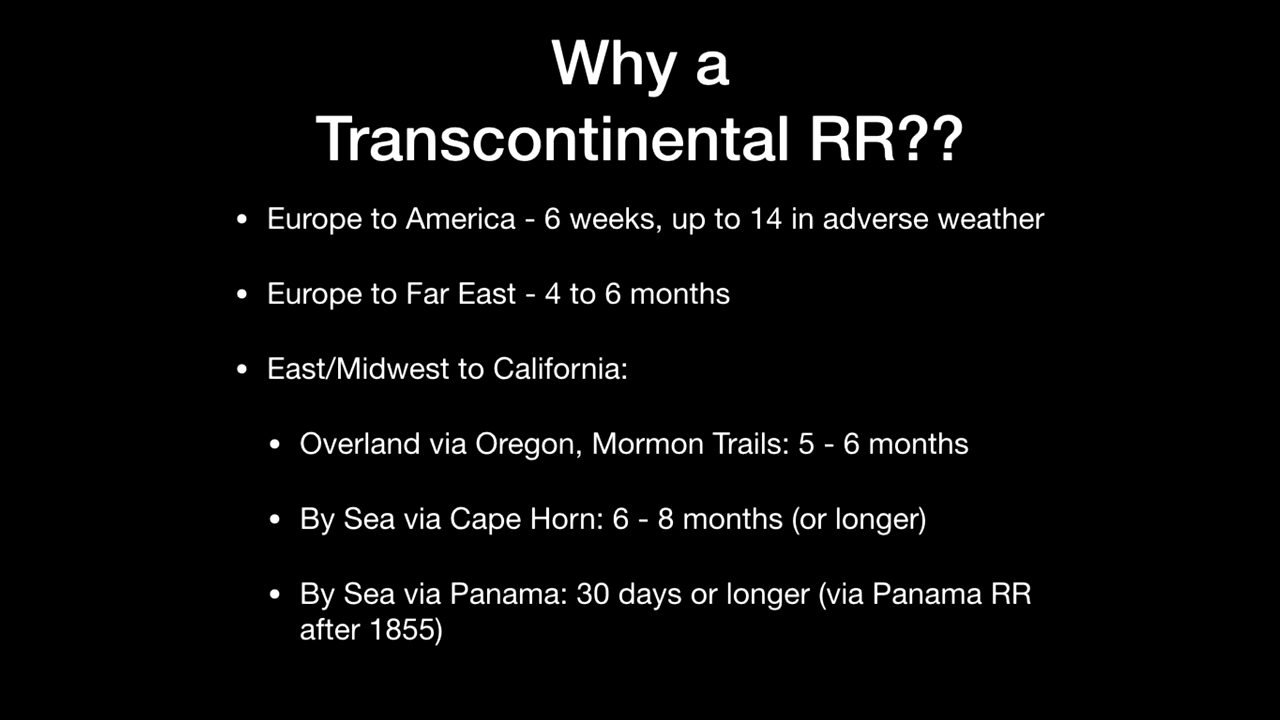 Why a
Transcontinental RR??
• Europe to America - 6 weeks, up to 14 in adverse weather
• Europe to Far East - 4 to 6 months
• East/Midwest to California:
• Overland via Oregon, Mormon Trails: 5 - 6 months
• By Sea via Cape Horn: 6 - 8 months (or longer)
• By Sea via Panama: 30 days or longer (via Panama RR
after 1855)